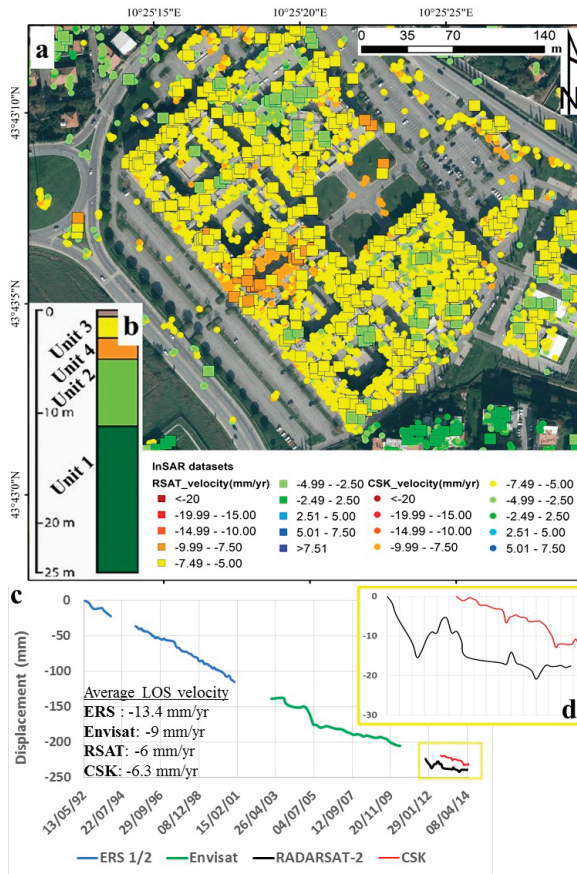 10°25'15"E 10°25'20"E 10°25'25"E
a
0 35 70 140
m
N
43°43'10"N
43°43'5"N
43°43'0"N
b
0
Unit 3
Unit 4
Unit 2
10 m
Unit 1
20 m
25 m
InSAR datasets
RSAT_velocity(mm/yr)
<-20
-19.99 - -15.00
-14.99 - -10.00
-9.99 - -7.50
-7.49 - -5.00
-4.99 - -2.50
-2.49 - 2.50
2.51 - 5.00
5.01 - 7.50
>7.51
CSK_velocity(mm/yr)
<-20
-19.99 - -15.00
-14.99 - -10.00
-9.99 - -7.50
-7.49 - -5.00
-4.99 - -2.50
-2.49 - 2.50
2.51 - 5.00
5.01 - 7.50
c
Displacement (mm)
0
-50
-100
-150
-200
-250
Average LOS velocity
ERS : -13.4 mm/yr
Envisat: -9 mm/yr
RSAT: -6 mm/yr
CSK: -6.3 mm/yr
0
-10
-20
-30
d
13/05/92 22/07/94 29/09/96 08/12/98 15/02/01 26/04/03 04/07/05 12/09/07 20/11/09 29/01/12 08/04/14
ERS 1/2 Envisat RADARSAT-2 CSK